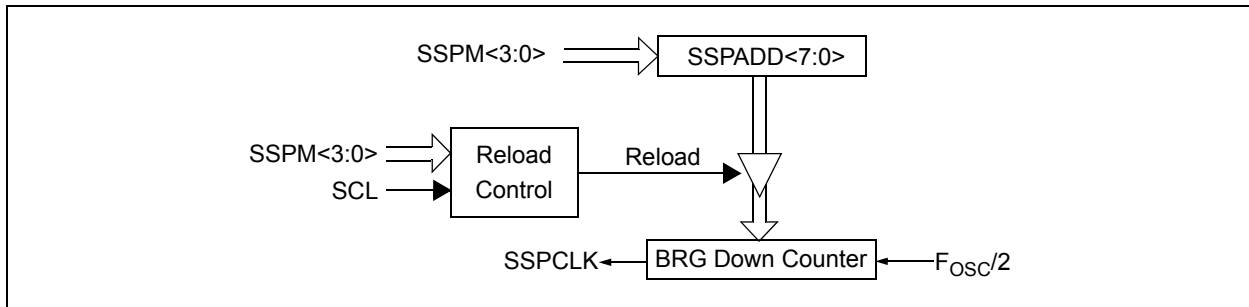 SSPM<3:0>
SSPADD<7:0>
SSPM<3:0>
SCL
Reload
Control
Reload
SSPCLK
BRG Down Counter
FOSC/2